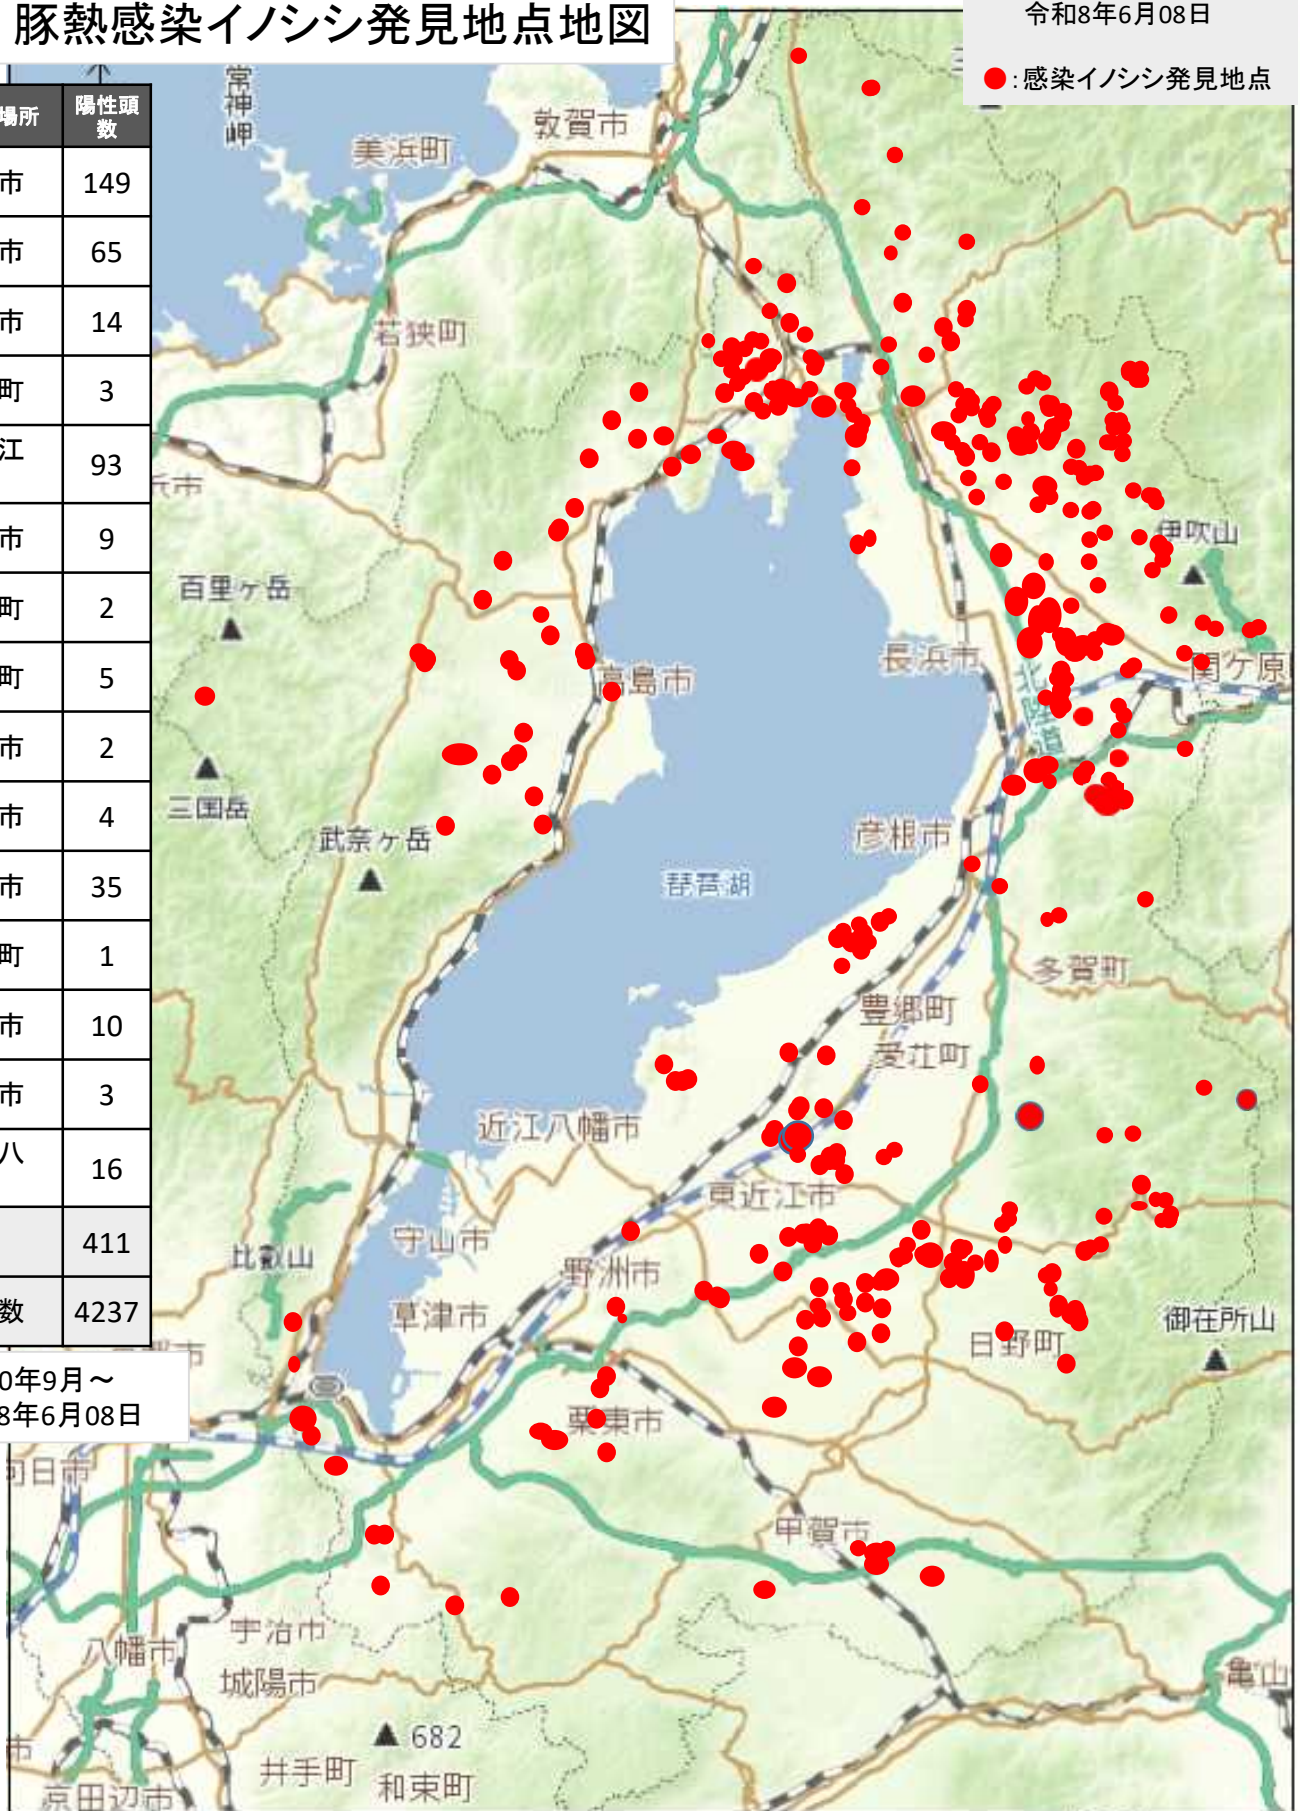 豚熱感染イノシシ発見地点地図
令和8年6月08日
●:感染イノシシ発見地点
場所 陽性頭数
市 149
市 65
市 14
町 3
江 93
市 9
町 2
町 5
市 2
市 4
市 35
町 1
市 10
市 3
八 16
411
数 4237
0年9月～
8年6月08日
常神岬
美浜町
敦賀市
若狭町
市
百里ヶ岳
伊吹山
長浜市
関ケ原
高島市
三国岳
武奈ヶ岳
彦根市
琵琶湖
多賀町
豊郷町
愛荘町
近江八幡市
東近江市
比叡山
守山市
野洲市
草津市
日野町
御在所山
市
栗東市
向日市
甲賀市
宇治市
八幡市
城陽市
亀山
682
市
井手町
和束町
京田辺市